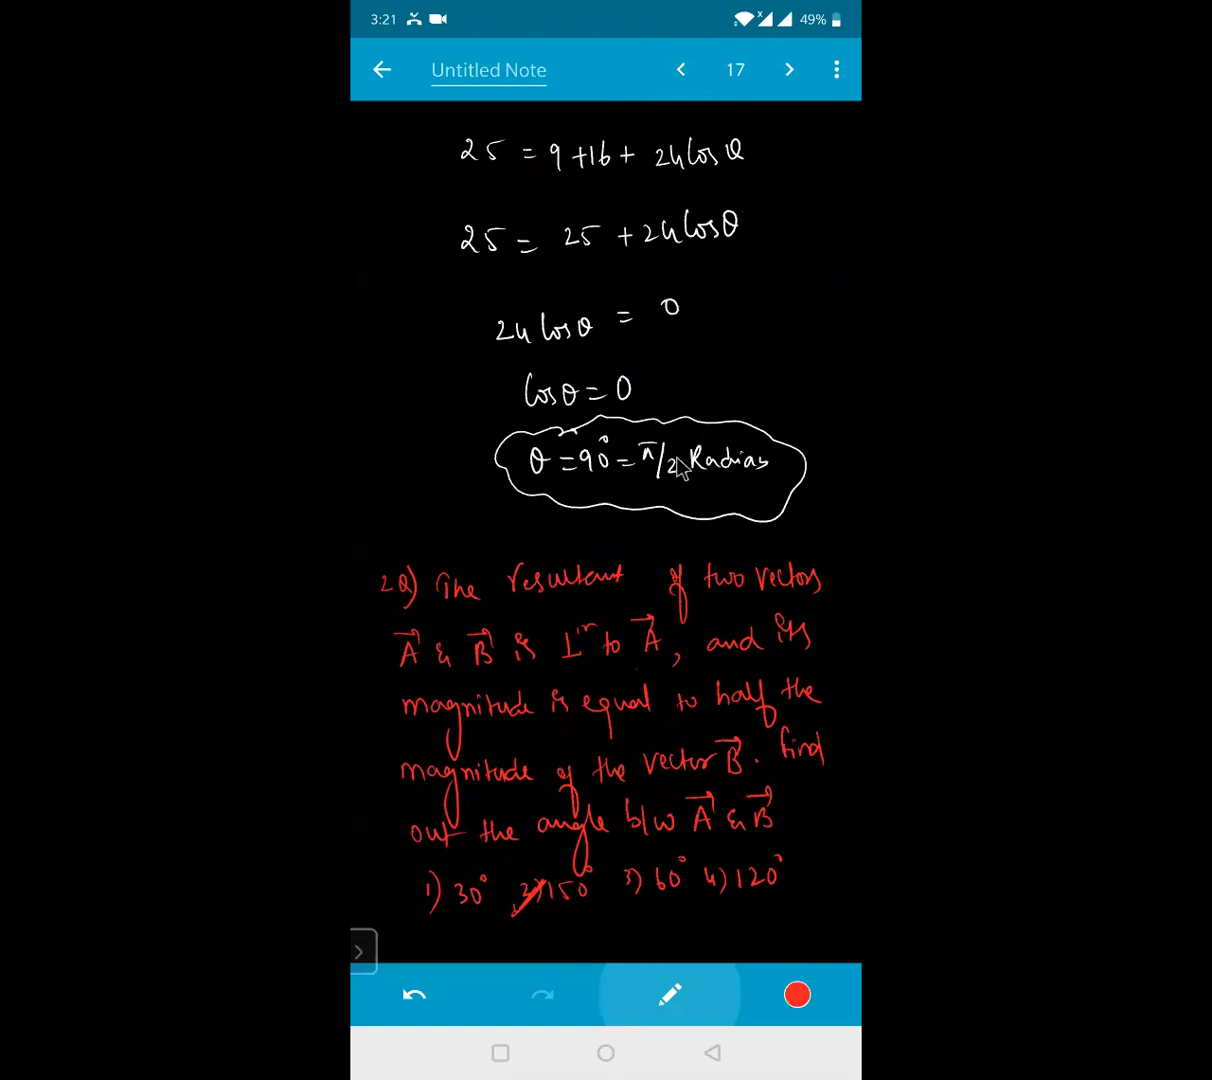 3:21 49%
Untitled Note 17
25 = 9 + 16 + 24 cos θ
25 = 25 + 24 cos θ
24 cos θ = 0
cos θ = 0
θ = 90° = π/2 Radias
2Q) The resultant of two vectors
A⃗ & B⃗ is ⊥ʳ to A⃗, and its
magnitude is equal to half the
magnitude of the vector B⃗. find
out the angle b/w A⃗ & B⃗
1) 30° 2) 150° 3) 60° 4) 120°